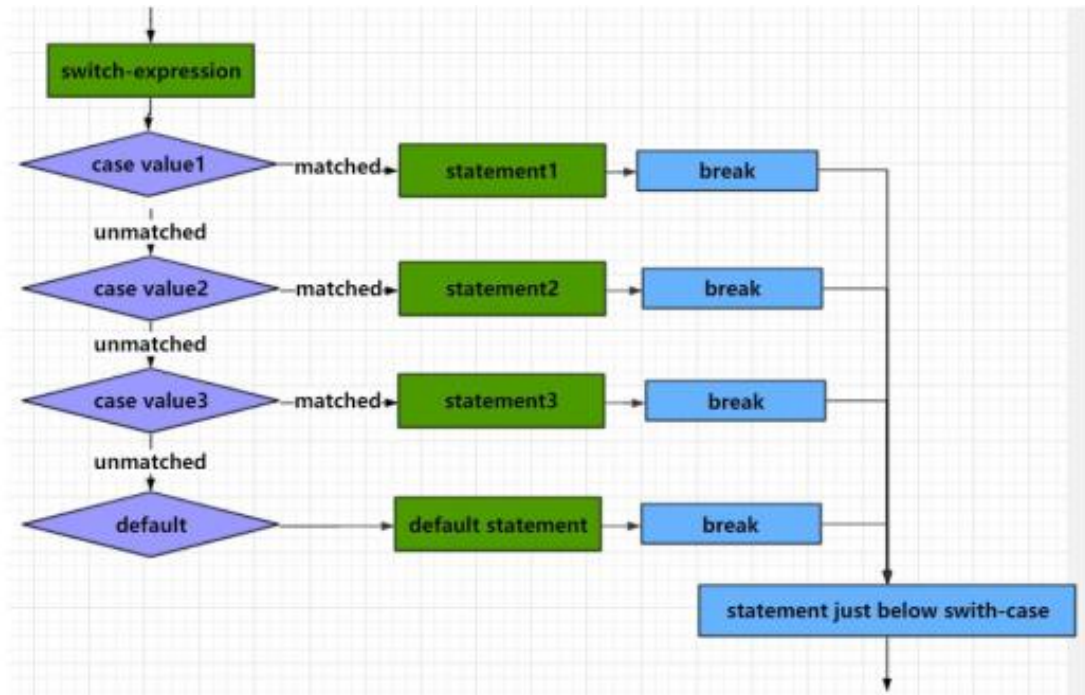 switch-expression
case value1
matched
statement1
break
unmatched
case value2
matched
statement2
break
unmatched
case value3
matched
statement3
break
unmatched
default
default statement
break
statement just below swith-case